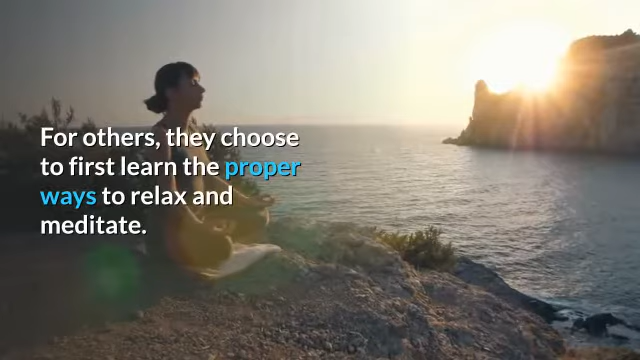 For others, they choose
to first learn the proper
ways to relax and
meditate.